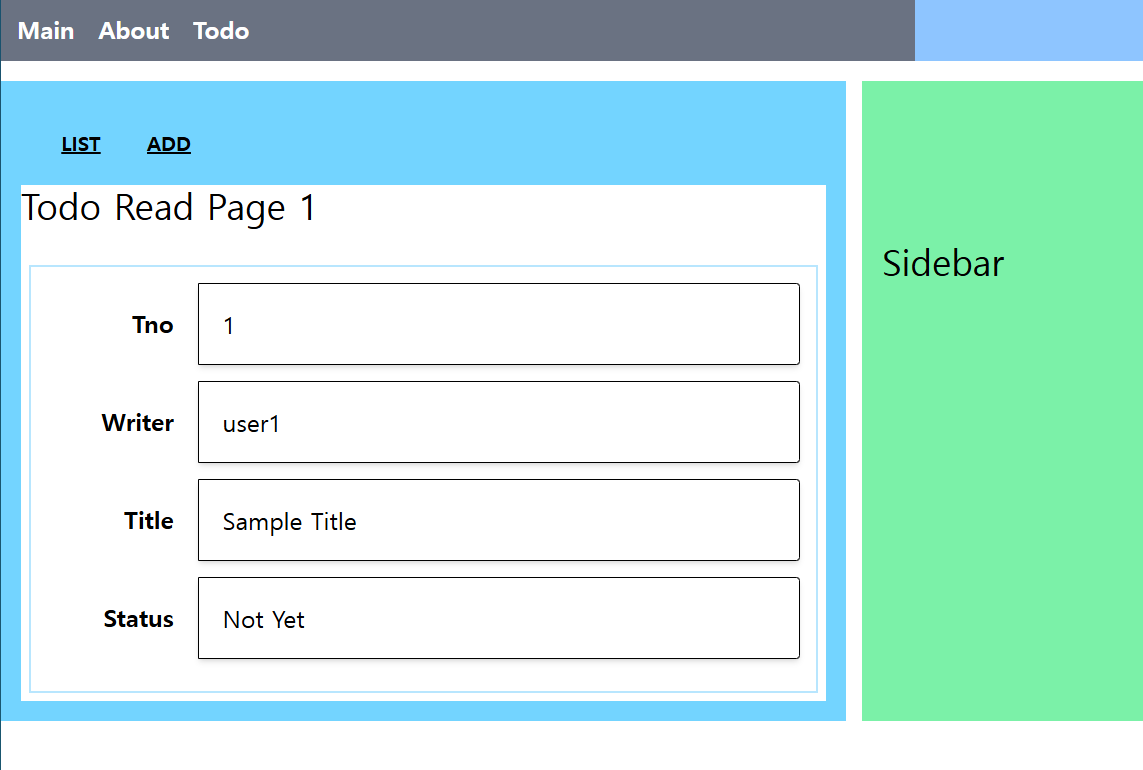 Main About Todo
LIST ADD
Todo Read Page 1
Sidebar
Tno 1
Writer user1
Title Sample Title
Status Not Yet